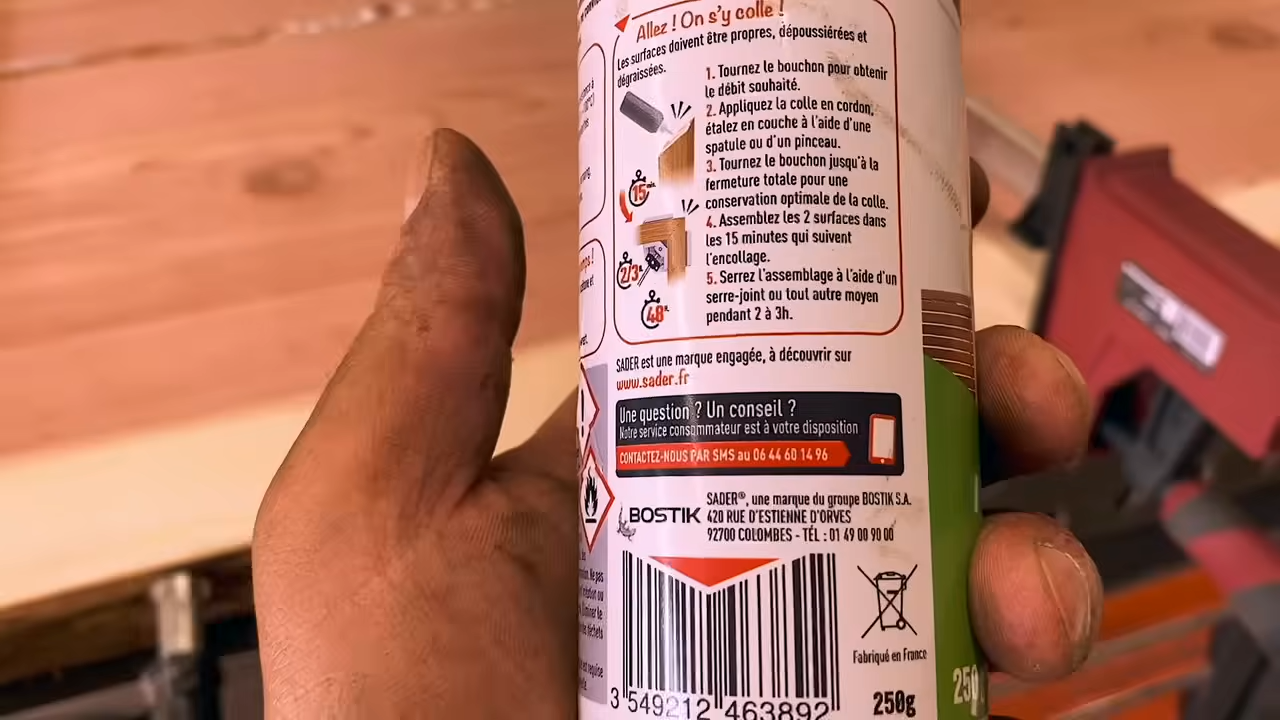 Allez ! On s'y colle !
Les surfaces doivent être propres, dépoussiérées et
dégraissées.
1. Tournez le bouchon pour obtenir
le débit souhaité.
2. Appliquez la colle en cordon,
étalez en couche à l'aide d'une
spatule ou d'un pinceau.
3. Tournez le bouchon jusqu'à la
fermeture totale pour une
conservation optimale de la colle.
4. Assemblez les 2 surfaces dans
les 15 minutes qui suivent
l'encollage.
5. Serrez l'assemblage à l'aide d'un
serre-joint ou tout autre moyen
pendant 2 à 3h.
15 min.
2/3h.
48h.
SADER est une marque engagée, à découvrir sur
www.sader.fr
Une question ? Un conseil ?
Notre service consommateur est à votre disposition
CONTACTEZ-NOUS PAR SMS au 06 44 60 14 96
BOSTIK
SADER®, une marque du groupe BOSTIK S.A.
420 RUE D'ESTIENNE D'ORVES
92700 COLOMBES - TÉL : 01 49 00 90 00
Fabriqué en France
3 549212 463892
250g
250